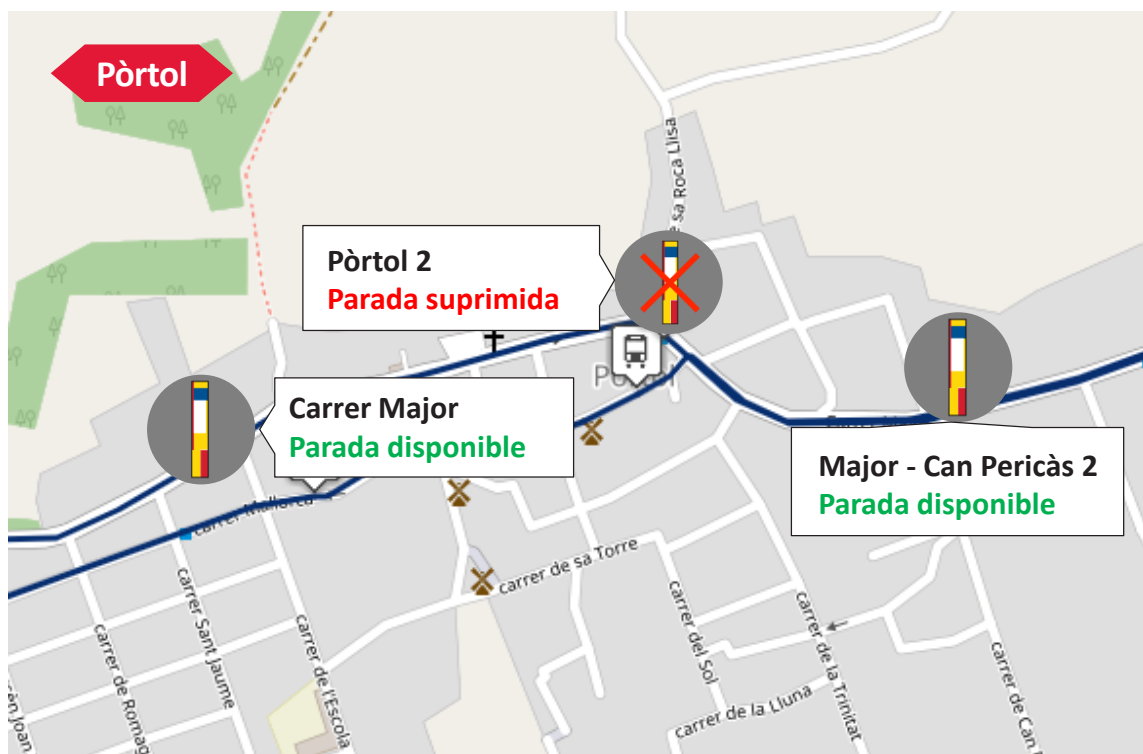 Pòrtol
sa Roca Llisa
Pòrtol 2
Parada suprimida
Carrer Major
Parada disponible
Major - Can Pericàs 2
Parada disponible
carrer Mallorca
carrer de sa Torre
carrer Sant Jaume
carrer de Romag
carrer de l'Escola
carrer del Sol
carrer de la Trinitat
carrer de la Lluna
carrer de Can
Joan